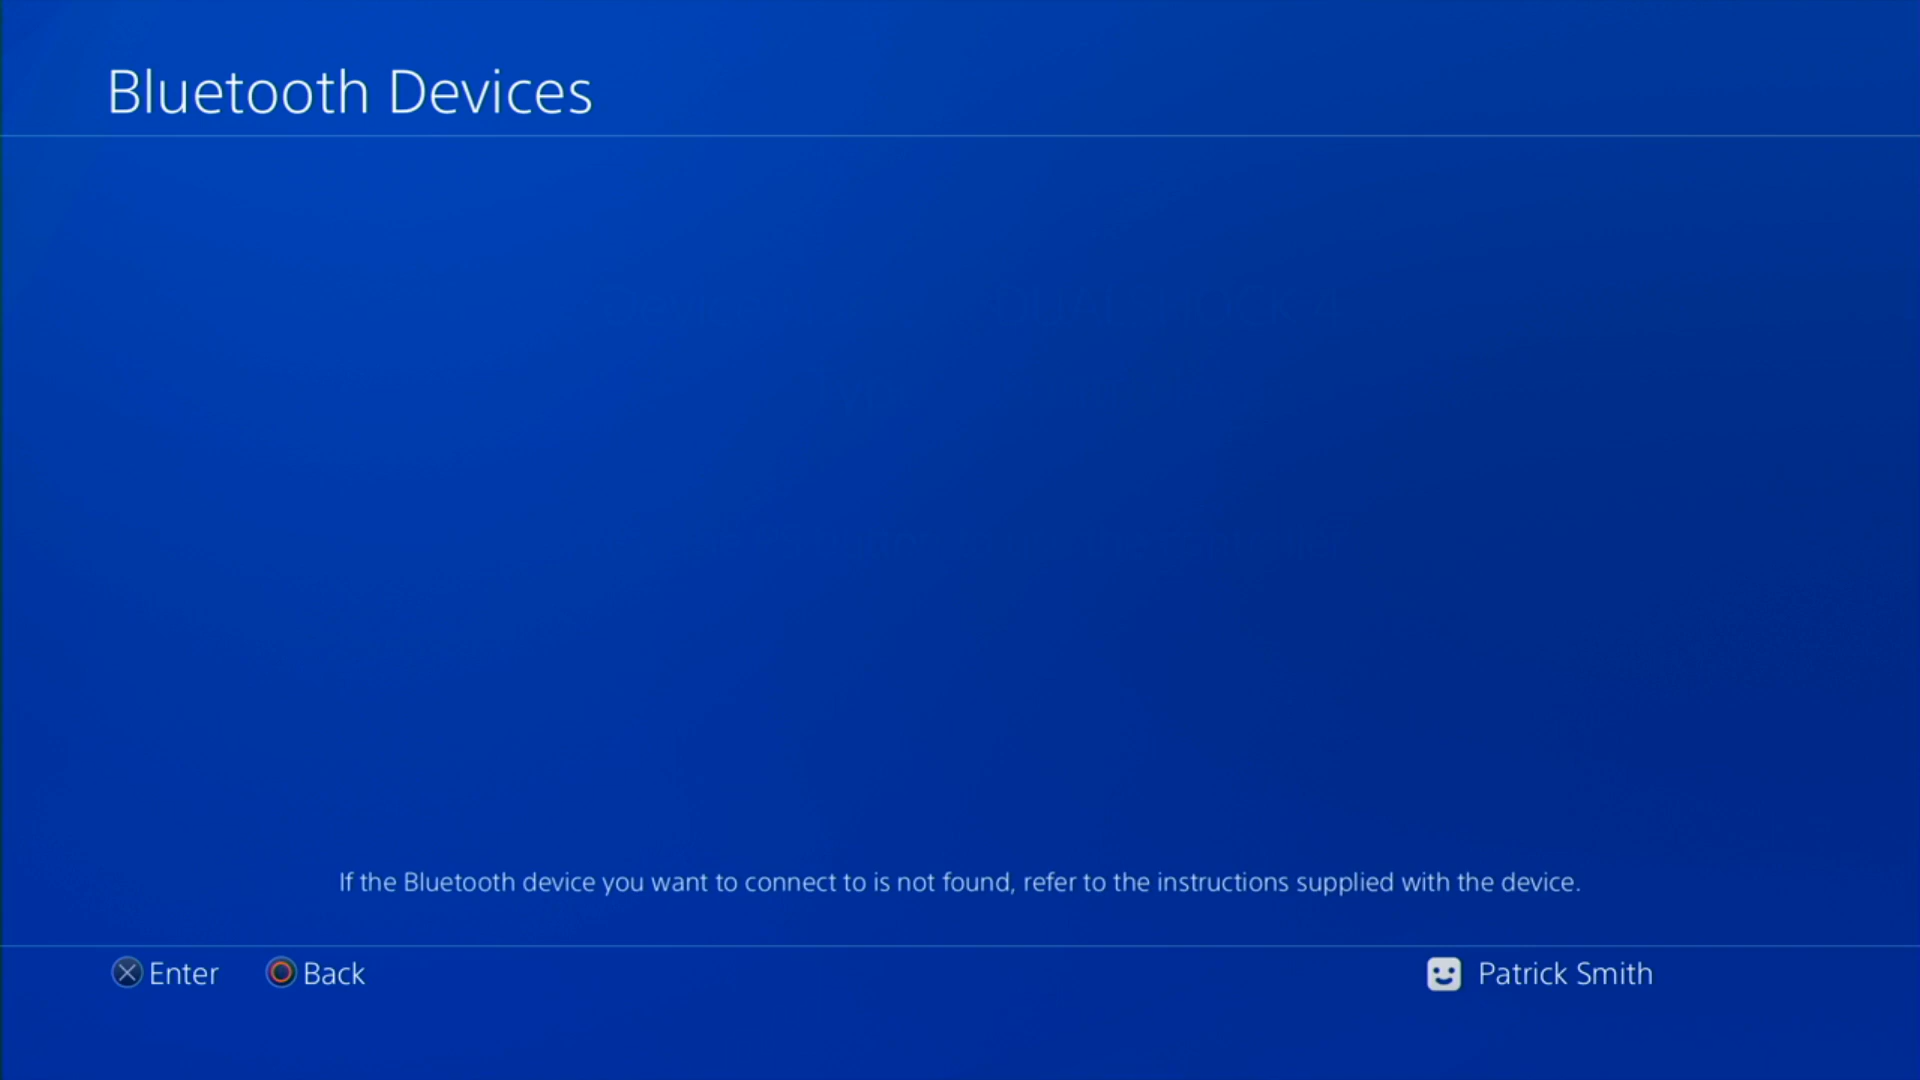 Bluetooth Devices
If the Bluetooth device you want to connect to is not found, refer to the instructions supplied with the device.
Enter Back Patrick Smith